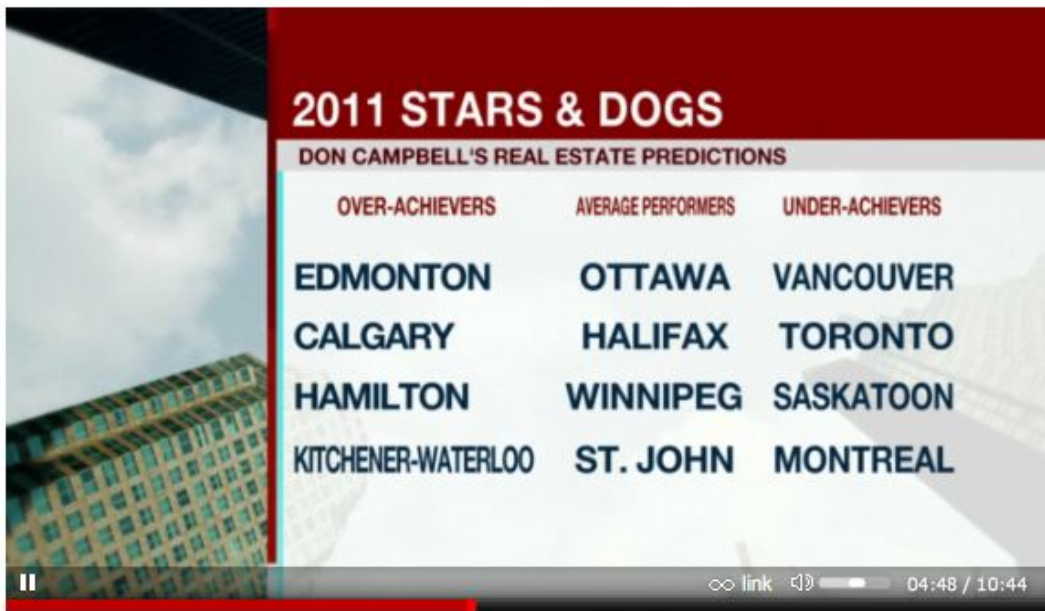 2011 STARS & DOGS
DON CAMPBELL'S REAL ESTATE PREDICTIONS
OVER-ACHIEVERS AVERAGE PERFORMERS UNDER-ACHIEVERS
EDMONTON OTTAWA VANCOUVER
CALGARY HALIFAX TORONTO
HAMILTON WINNIPEG SASKATOON
KITCHENER-WATERLOO ST. JOHN MONTREAL
link 04:48 / 10:44